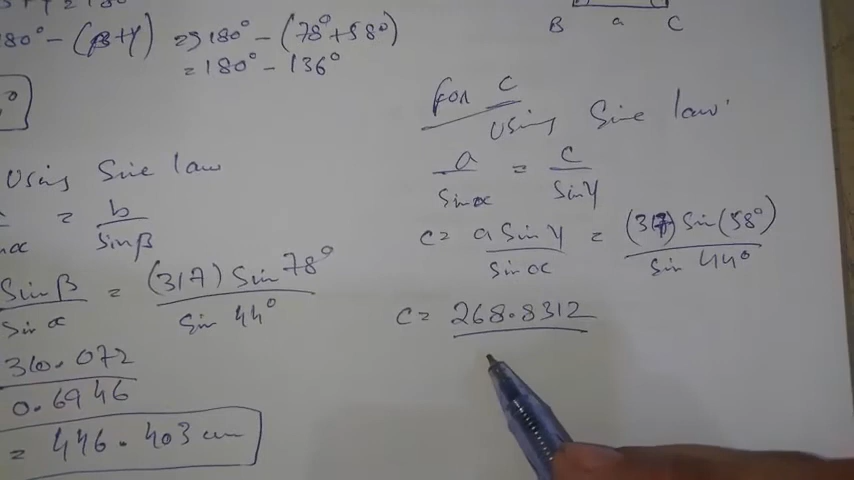 180° - (β+γ) => 180° - (78°+58°)
= 180° - 136°
B a C
For C
Using Sine law
a/sinα = c/sinγ
c = a sinγ/sinα = (317) sin(58°)/sin 44°
c = 268.8312
Using Sine law
= b/sinβ
sinβ/sinα = (317) sin 78°/sin 44°
310.072/0.6946
= 446.403 cm